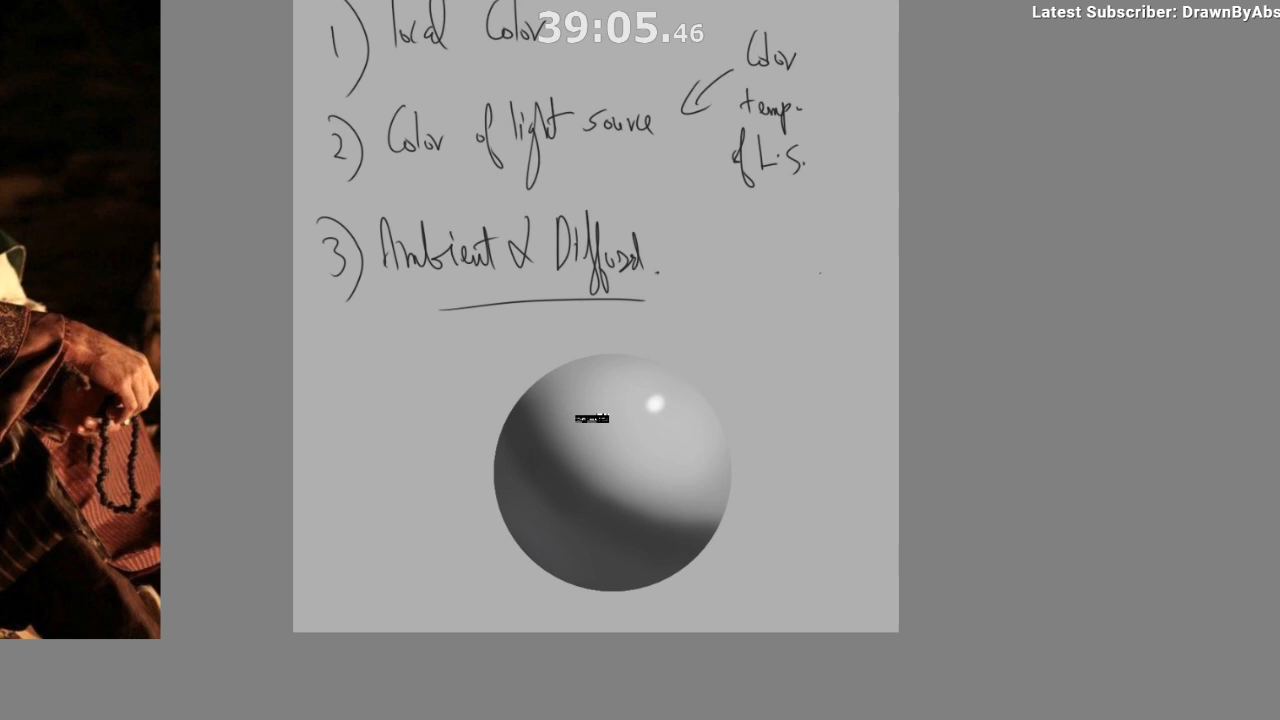 Latest Subscriber: DrawnByAbs
39:05.46
1) local Color
2) Color of light source
Color
temp.
of L.S.
3) Ambient & Diffused.